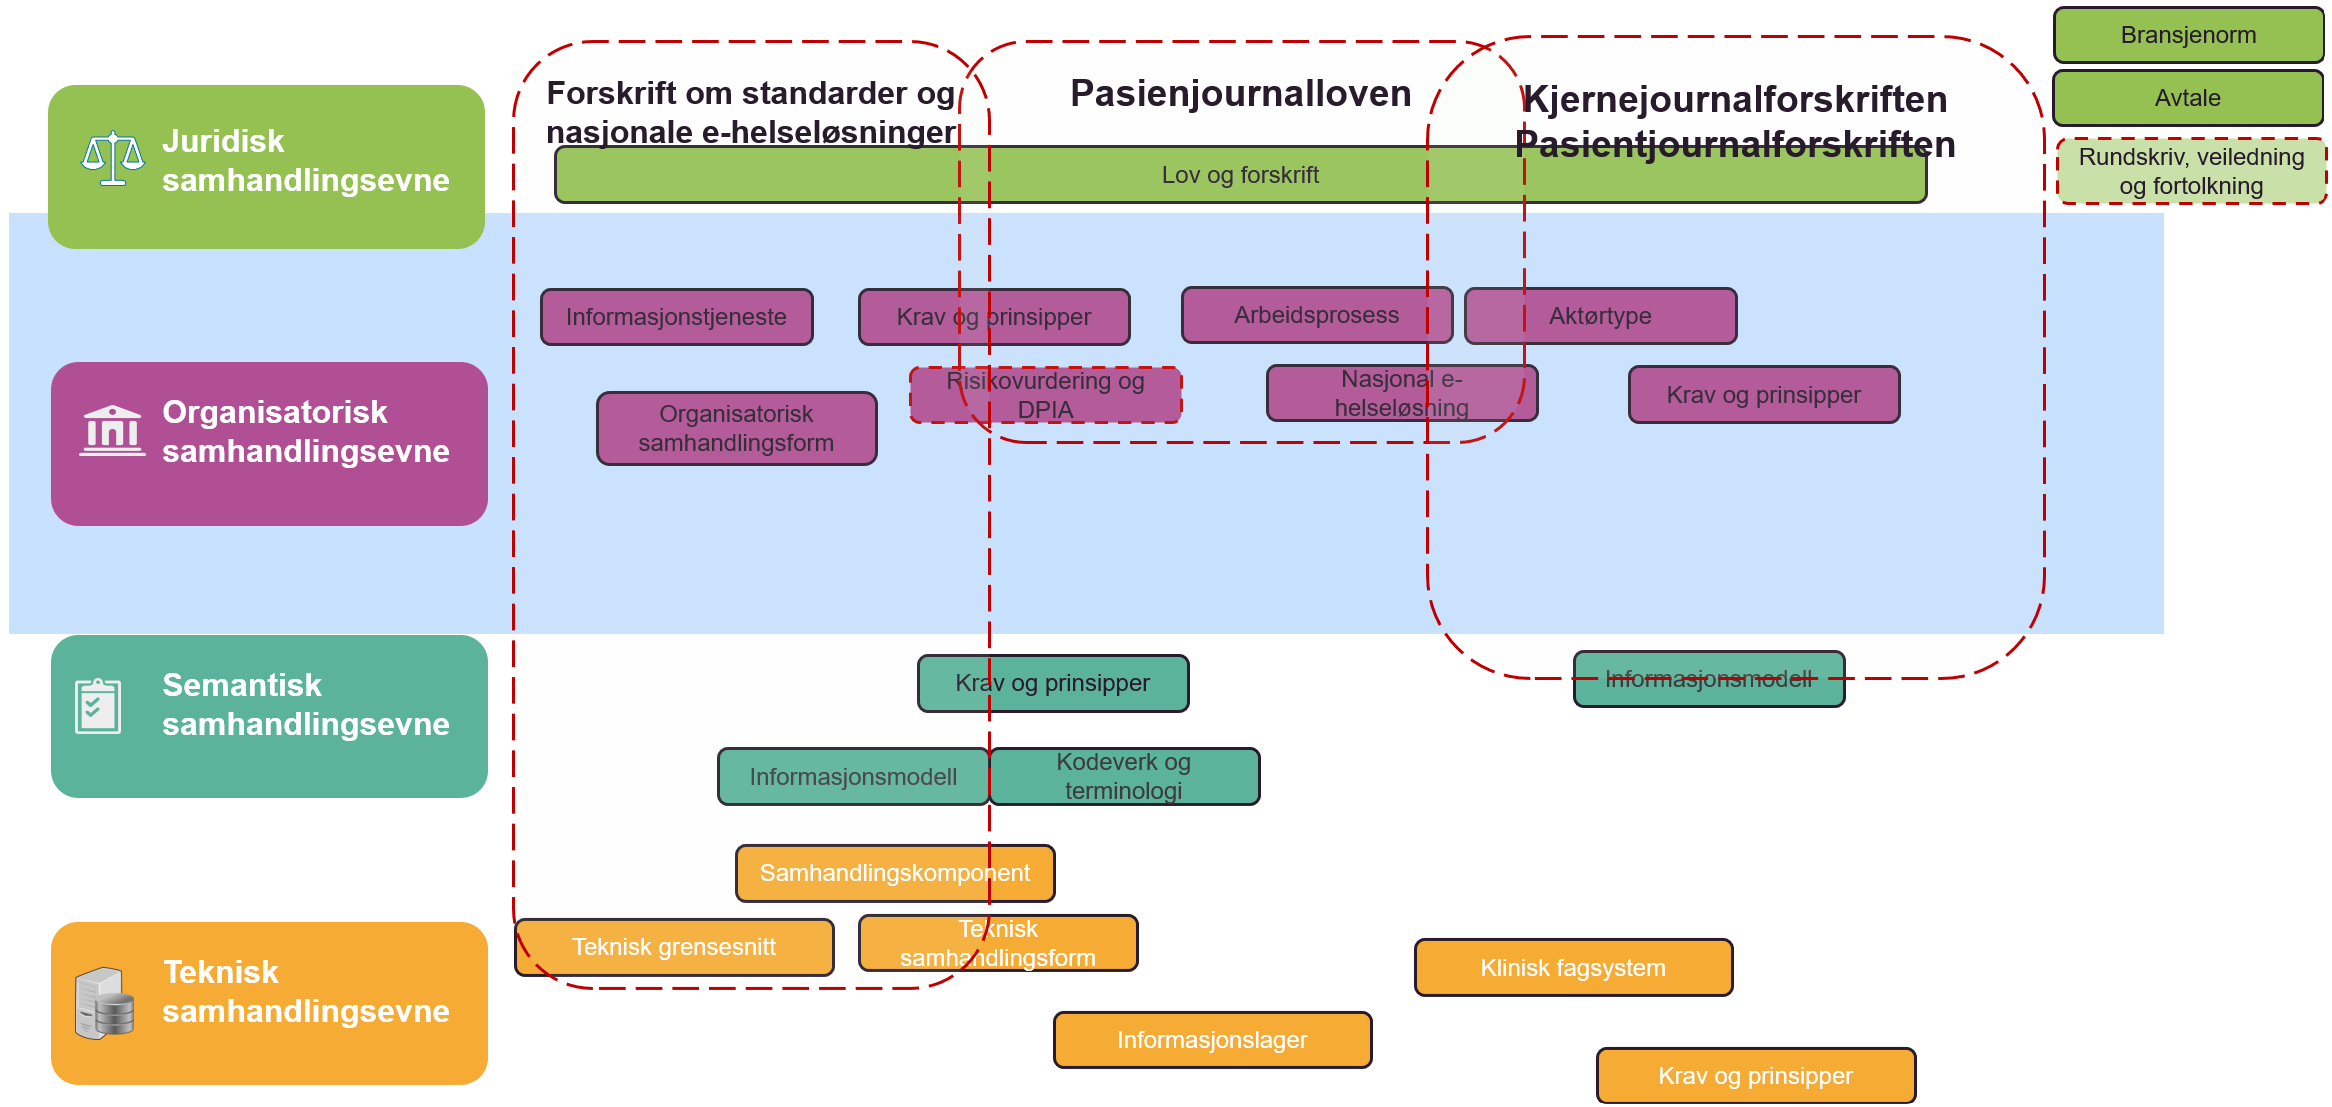 Forskrift om standarder og
nasjonale e-helseløsninger
Pasienjournalloven
Kjernejournalforskriften
Pasientjournalforskriften
Bransjenorm
Avtale
Rundskriv, veiledning
og fortolkning
Juridisk
samhandlingsevne
Lov og forskrift
Organisatorisk
samhandlingsevne
Informasjonstjeneste
Krav og prinsipper
Arbeidsprosess
Aktørtype
Organisatorisk
samhandlingsform
Risikovurdering og
DPIA
Nasjonal e-
helseløsning
Krav og prinsipper
Semantisk
samhandlingsevne
Krav og prinsipper
Informasjonsmodell
Informasjonsmodell
Kodeverk og
terminologi
Teknisk
samhandlingsevne
Samhandlingskomponent
Teknisk grensesnitt
Teknisk
samhandlingsform
Klinisk fagsystem
Informasjonslager
Krav og prinsipper